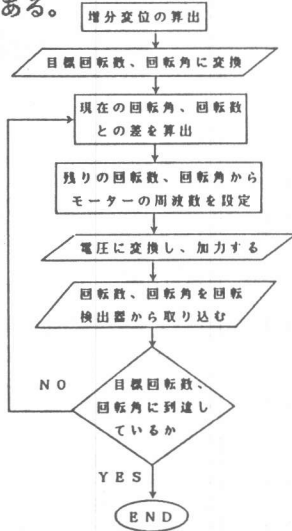 ある。
増分変位の算出
目標回転数、回転角に変換
現在の回転角、回転数
との差を算出
残りの回転数、回転角から
モーターの周波数を設定
電圧に変換し、加力する
回転数、回転角を回転
検出器から取り込む
目標回転数、
回転角に到達し
ているか
NO
YES
END